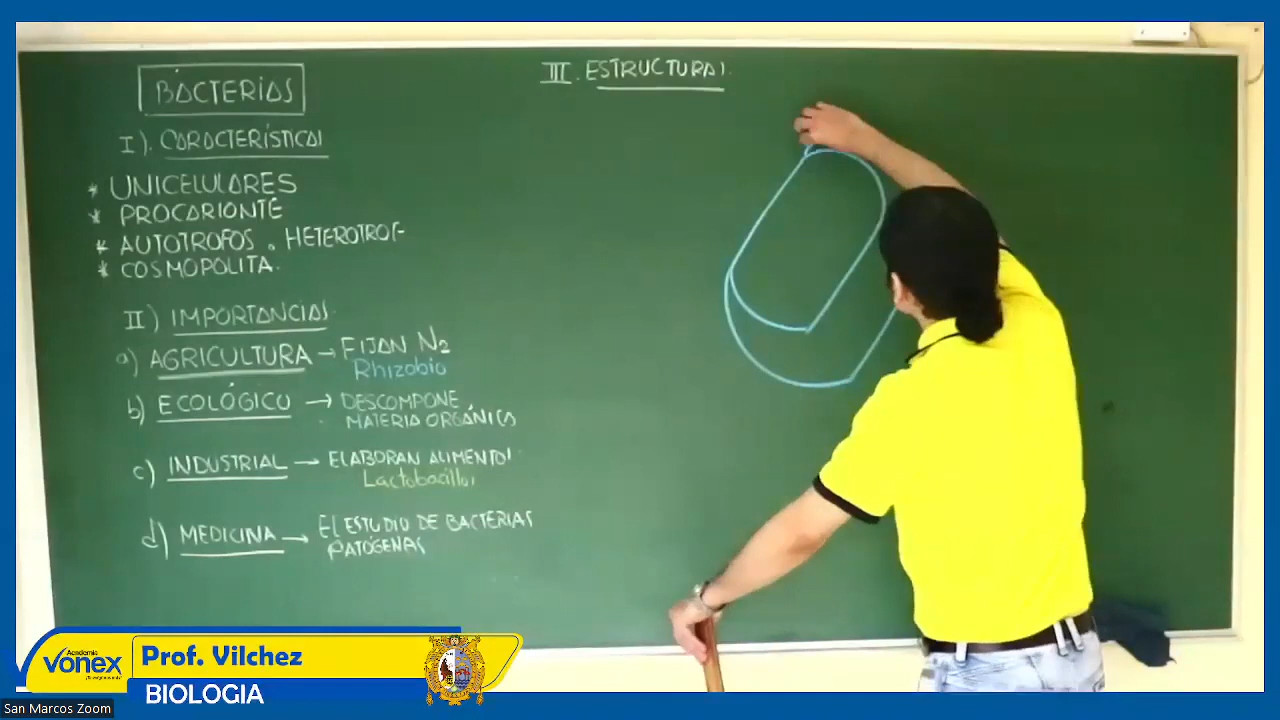 BACTERIAS
I). CARACTERÍSTICAS
* UNICELULARES
* PROCARIONTE
* AUTOTROFOS o HETEROTROF
* COSMOPOLITA.
II) IMPORTANCIAS
a) AGRICULTURA → FIJAN N2
Rhizobio
b) ECOLÓGICO → DESCOMPONE
MATERIA ORGÁNICA
c) INDUSTRIAL → ELABORAN ALIMENTOS
Lactobacillos
d) MEDICINA → EL ESTUDIO DE BACTERIAS
PATÓGENAS
III. ESTRUCTURAS.
Academia
vonex
Prof. Vilchez
BIOLOGIA
San Marcos Zoom